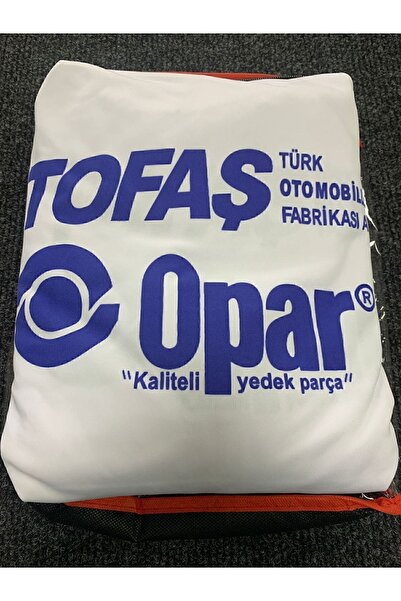 TOFAŞ
TÜRK
OTOMOBİL
FABRİKASI A
Opar®
"Kaliteli yedek parça"